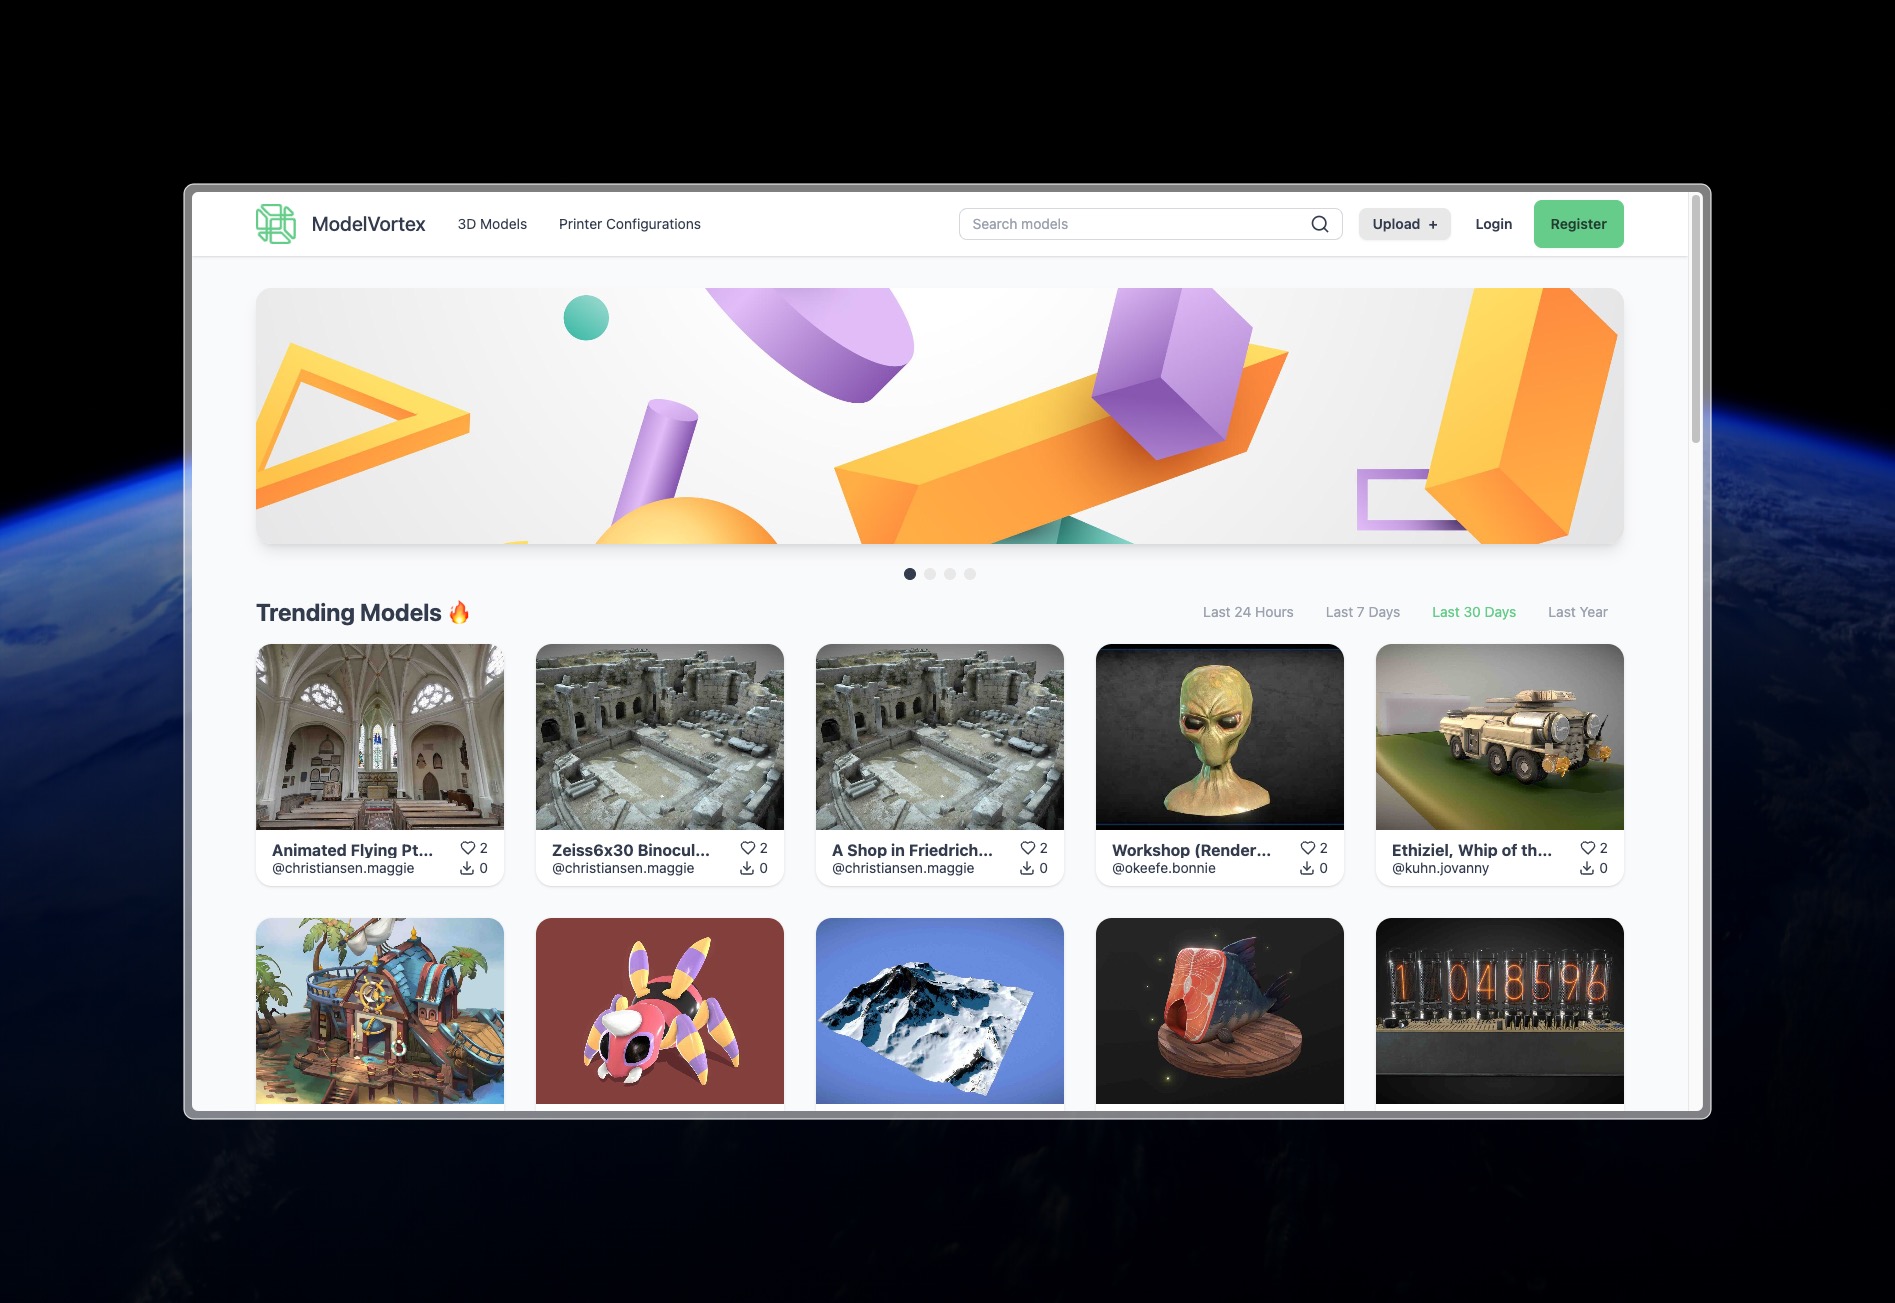 ModelVortex
3D Models
Printer Configurations
Search models
Upload +
Login
Register
Trending Models 🔥
Last 24 Hours
Last 7 Days
Last 30 Days
Last Year
Animated Flying Pt... 2
@christiansen.maggie 0
Zeiss6x30 Binocul... 2
@christiansen.maggie 0
A Shop in Friedrich... 2
@christiansen.maggie 0
Workshop (Render... 2
@okeefe.bonnie 0
Ethiziel, Whip of th... 2
@kuhn.jovanny 0
1 048596